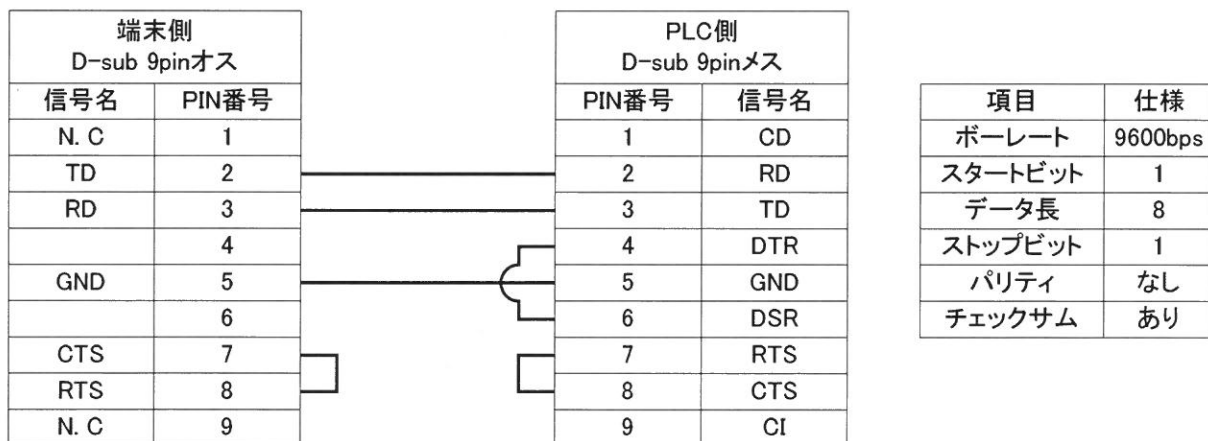 端末側
D-sub 9pinオス
信号名 PIN番号
N. C 1
TD 2
RD 3
4
GND 5
6
CTS 7
RTS 8
N. C 9
PLC側
D-sub 9pinメス
PIN番号 信号名
1 CD
2 RD
3 TD
4 DTR
5 GND
6 DSR
7 RTS
8 CTS
9 CI
項目 仕様
ボーレート 9600bps
スタートビット 1
データ長 8
ストップビット 1
パリティ なし
チェックサム あり